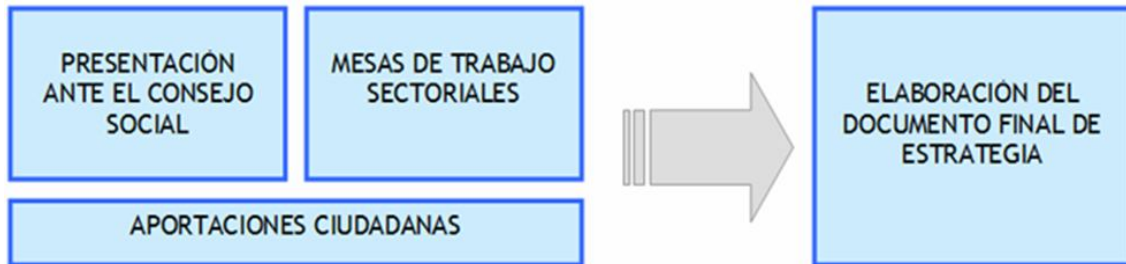 PRESENTACIÓN
ANTE EL CONSEJO
SOCIAL
MESAS DE TRABAJO
SECTORIALES
APORTACIONES CIUDADANAS
ELABORACIÓN DEL
DOCUMENTO FINAL DE
ESTRATEGIA